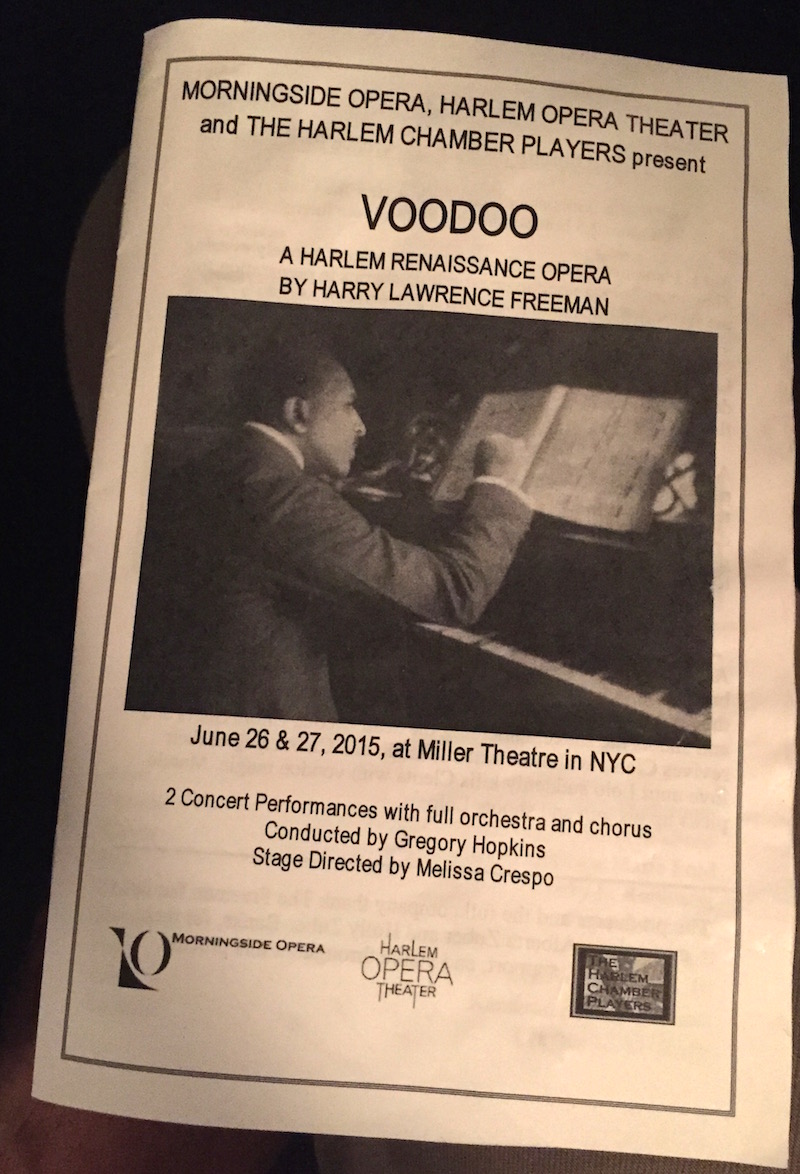 MORNINGSIDE OPERA, HARLEM OPERA THEATER
and THE HARLEM CHAMBER PLAYERS present
VOODOO
A HARLEM RENAISSANCE OPERA
BY HARRY LAWRENCE FREEMAN
June 26 & 27, 2015, at Miller Theatre in NYC
2 Concert Performances with full orchestra and chorus
Conducted by Gregory Hopkins
Stage Directed by Melissa Crespo
MORNINGSIDE OPERA
HARLEM
OPERA
THEATER
THE
HARLEM
CHAMBER
PLAYERS